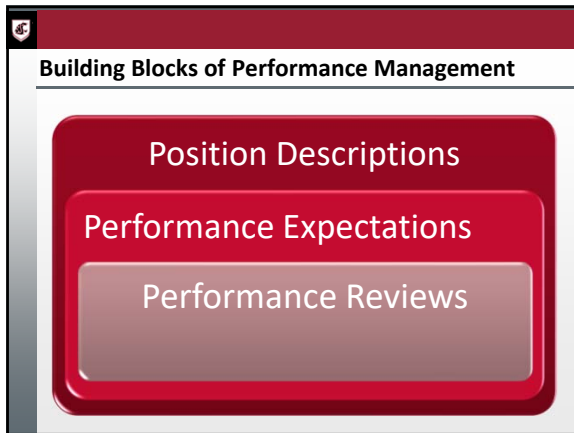 Building Blocks of Performance Management
Position Descriptions
Performance Expectations
Performance Reviews